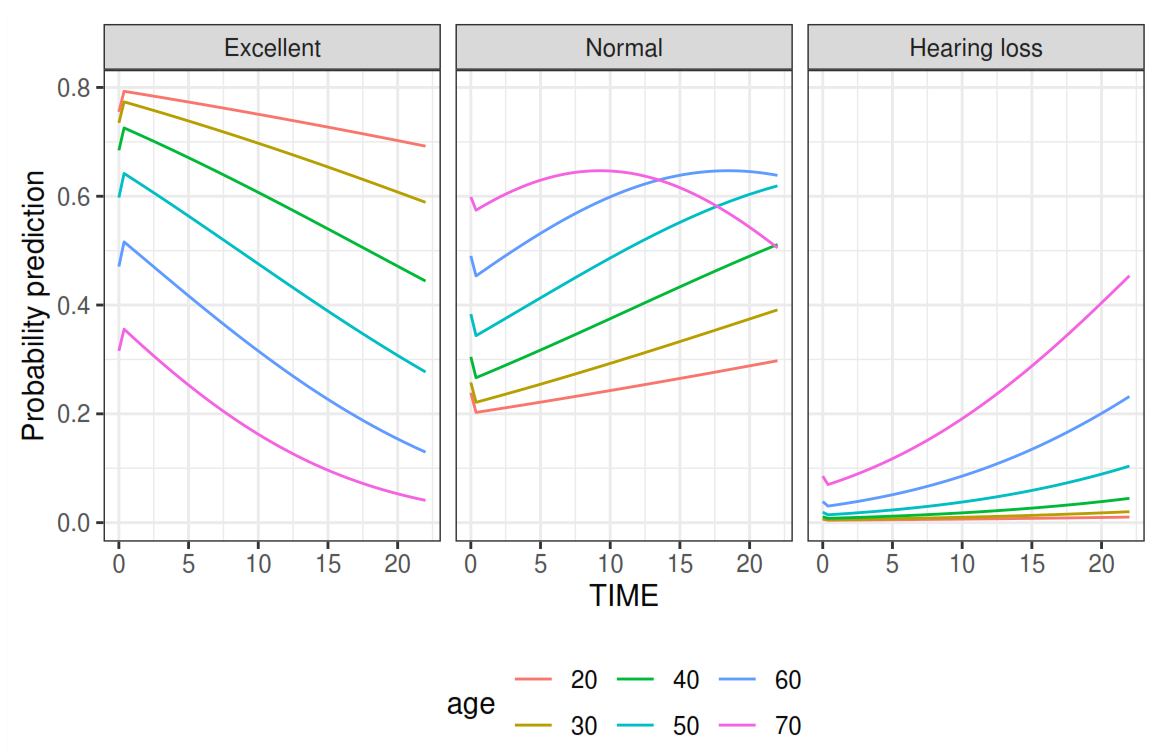 Excellent Normal Hearing loss
Probability prediction
0.8
0.6
0.4
0.2
0.0
0 5 10 15 20 0 5 10 15 20 0 5 10 15 20
TIME
age
20 40 60
30 50 70